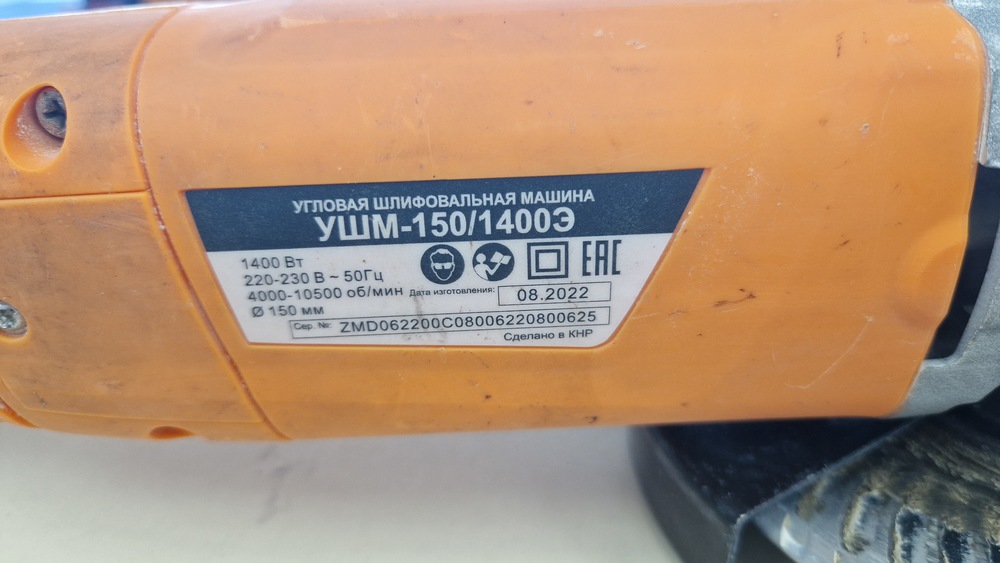 УГЛОВАЯ ШЛИФОВАЛЬНАЯ МАШИНА
УШМ-150/1400Э
1400 Вт
220-230 В ~ 50Гц
4000-10500 об/мин
Ø 150 мм
EAC
Дата изготовления: 08.2022
Сер. №: ZMD062200C08006220800625
Сделано в КНР